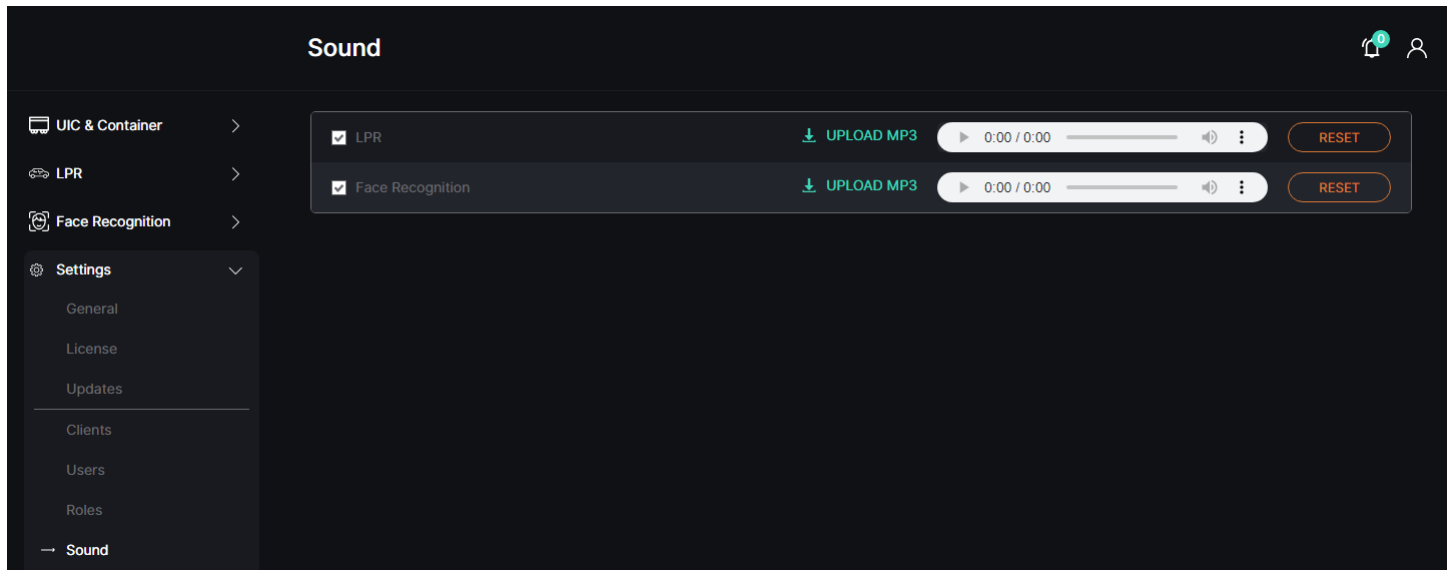 Sound
0
UIC & Container
LPR
Face Recognition
Settings
General
License
Updates
Clients
Users
Roles
Sound
LPR UPLOAD MP3 0:00 / 0:00 RESET
Face Recognition UPLOAD MP3 0:00 / 0:00 RESET